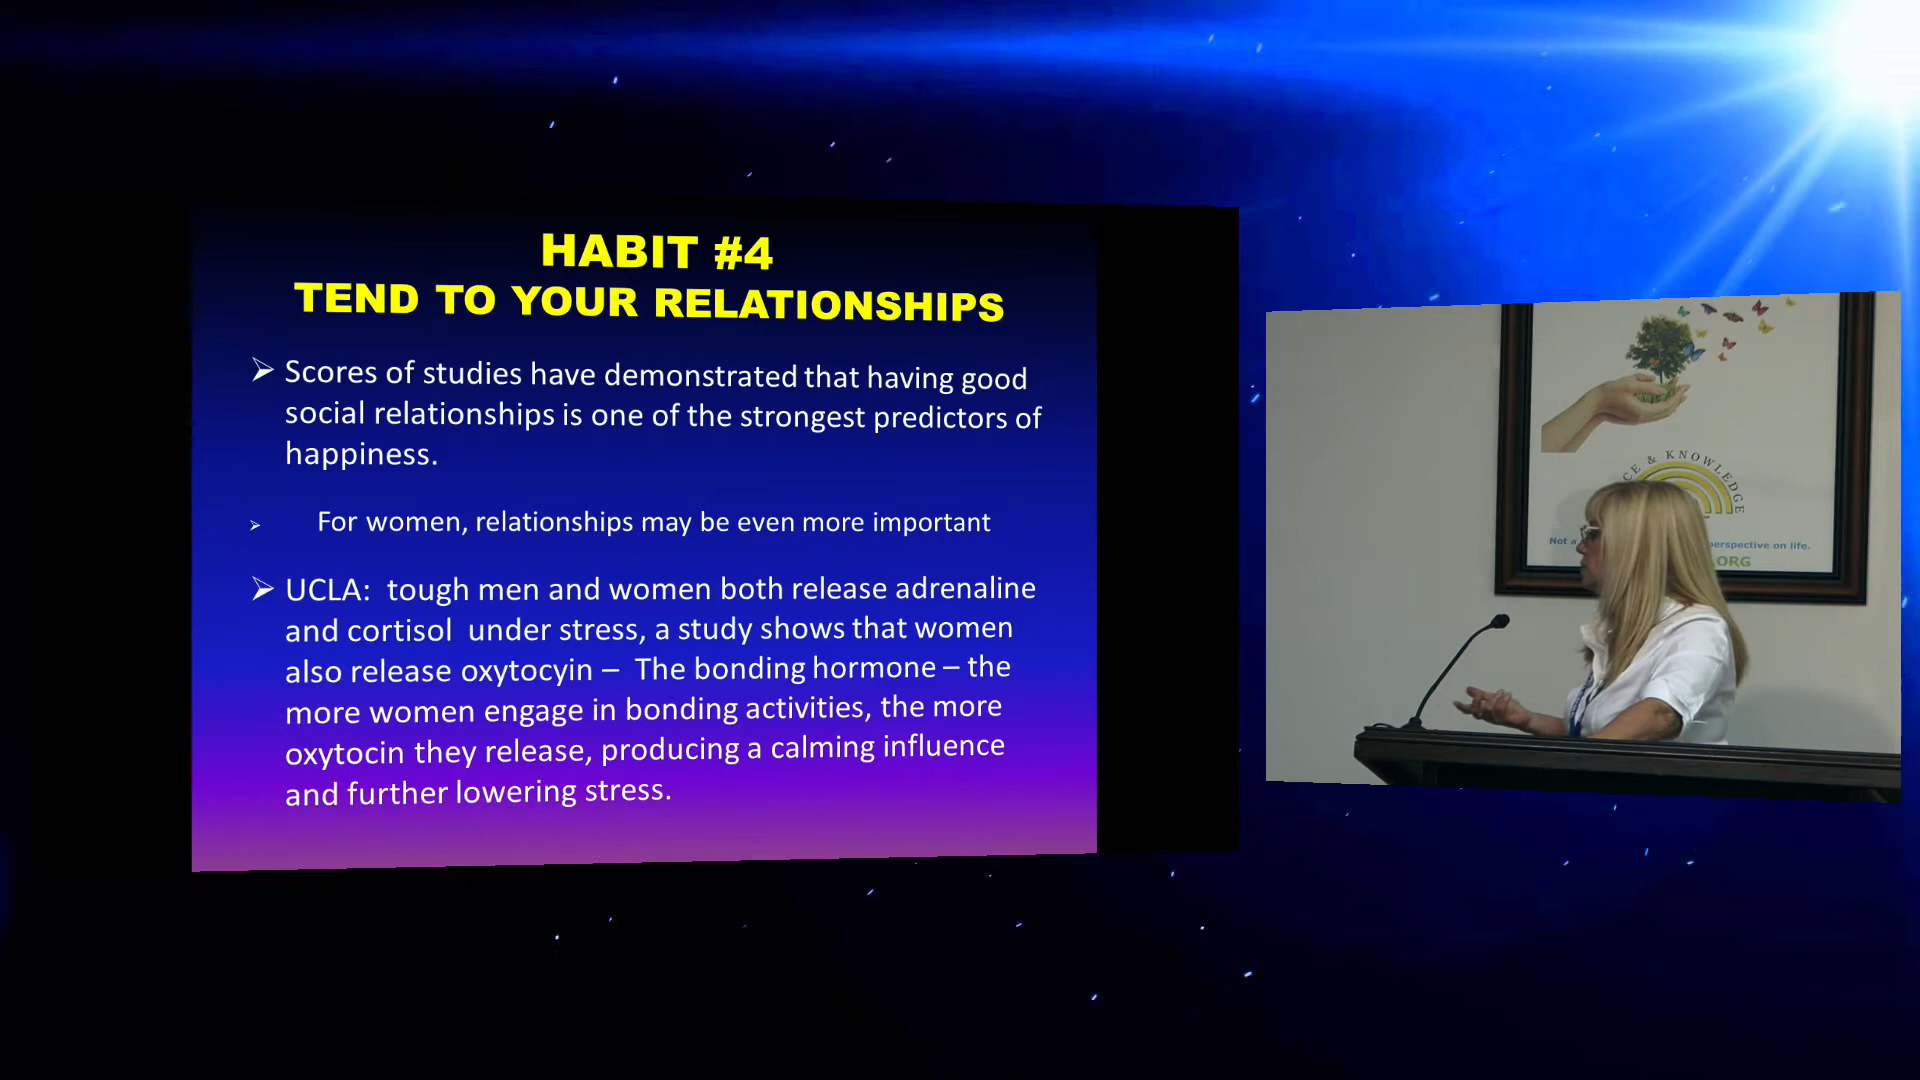 HABIT #4
TEND TO YOUR RELATIONSHIPS
➢ Scores of studies have demonstrated that having good
social relationships is one of the strongest predictors of
happiness.
➢ For women, relationships may be even more important
➢ UCLA: tough men and women both release adrenaline
and cortisol under stress, a study shows that women
also release oxytocyin – The bonding hormone – the
more women engage in bonding activities, the more
oxytocin they release, producing a calming influence
and further lowering stress.
& KNOWLEDGE
Not a perspective on life.
.ORG